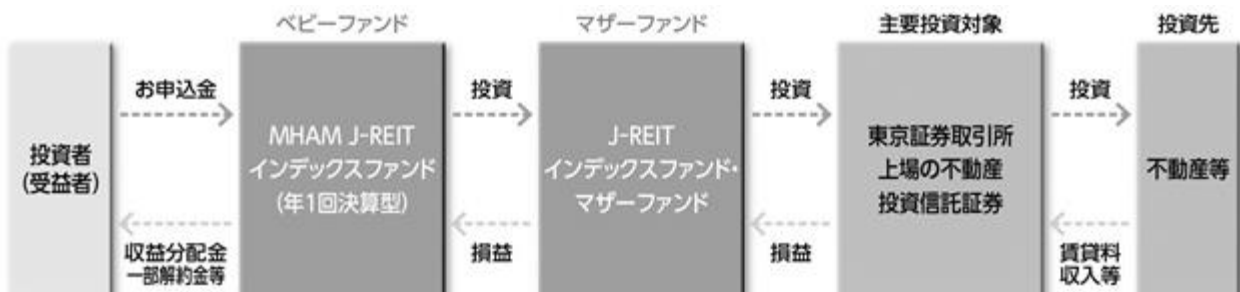 ベビーファンド
マザーファンド
主要投資対象
投資先
投資者
(受益者)
お申込金
収益分配金
一部解約金等
MHAM J-REIT
インデックスファンド
(年1回決算型)
投資
損益
J-REIT
インデックスファンド・
マザーファンド
投資
損益
東京証券取引所
上場の不動産
投資信託証券
投資
賃貸料
収入等
不動産等